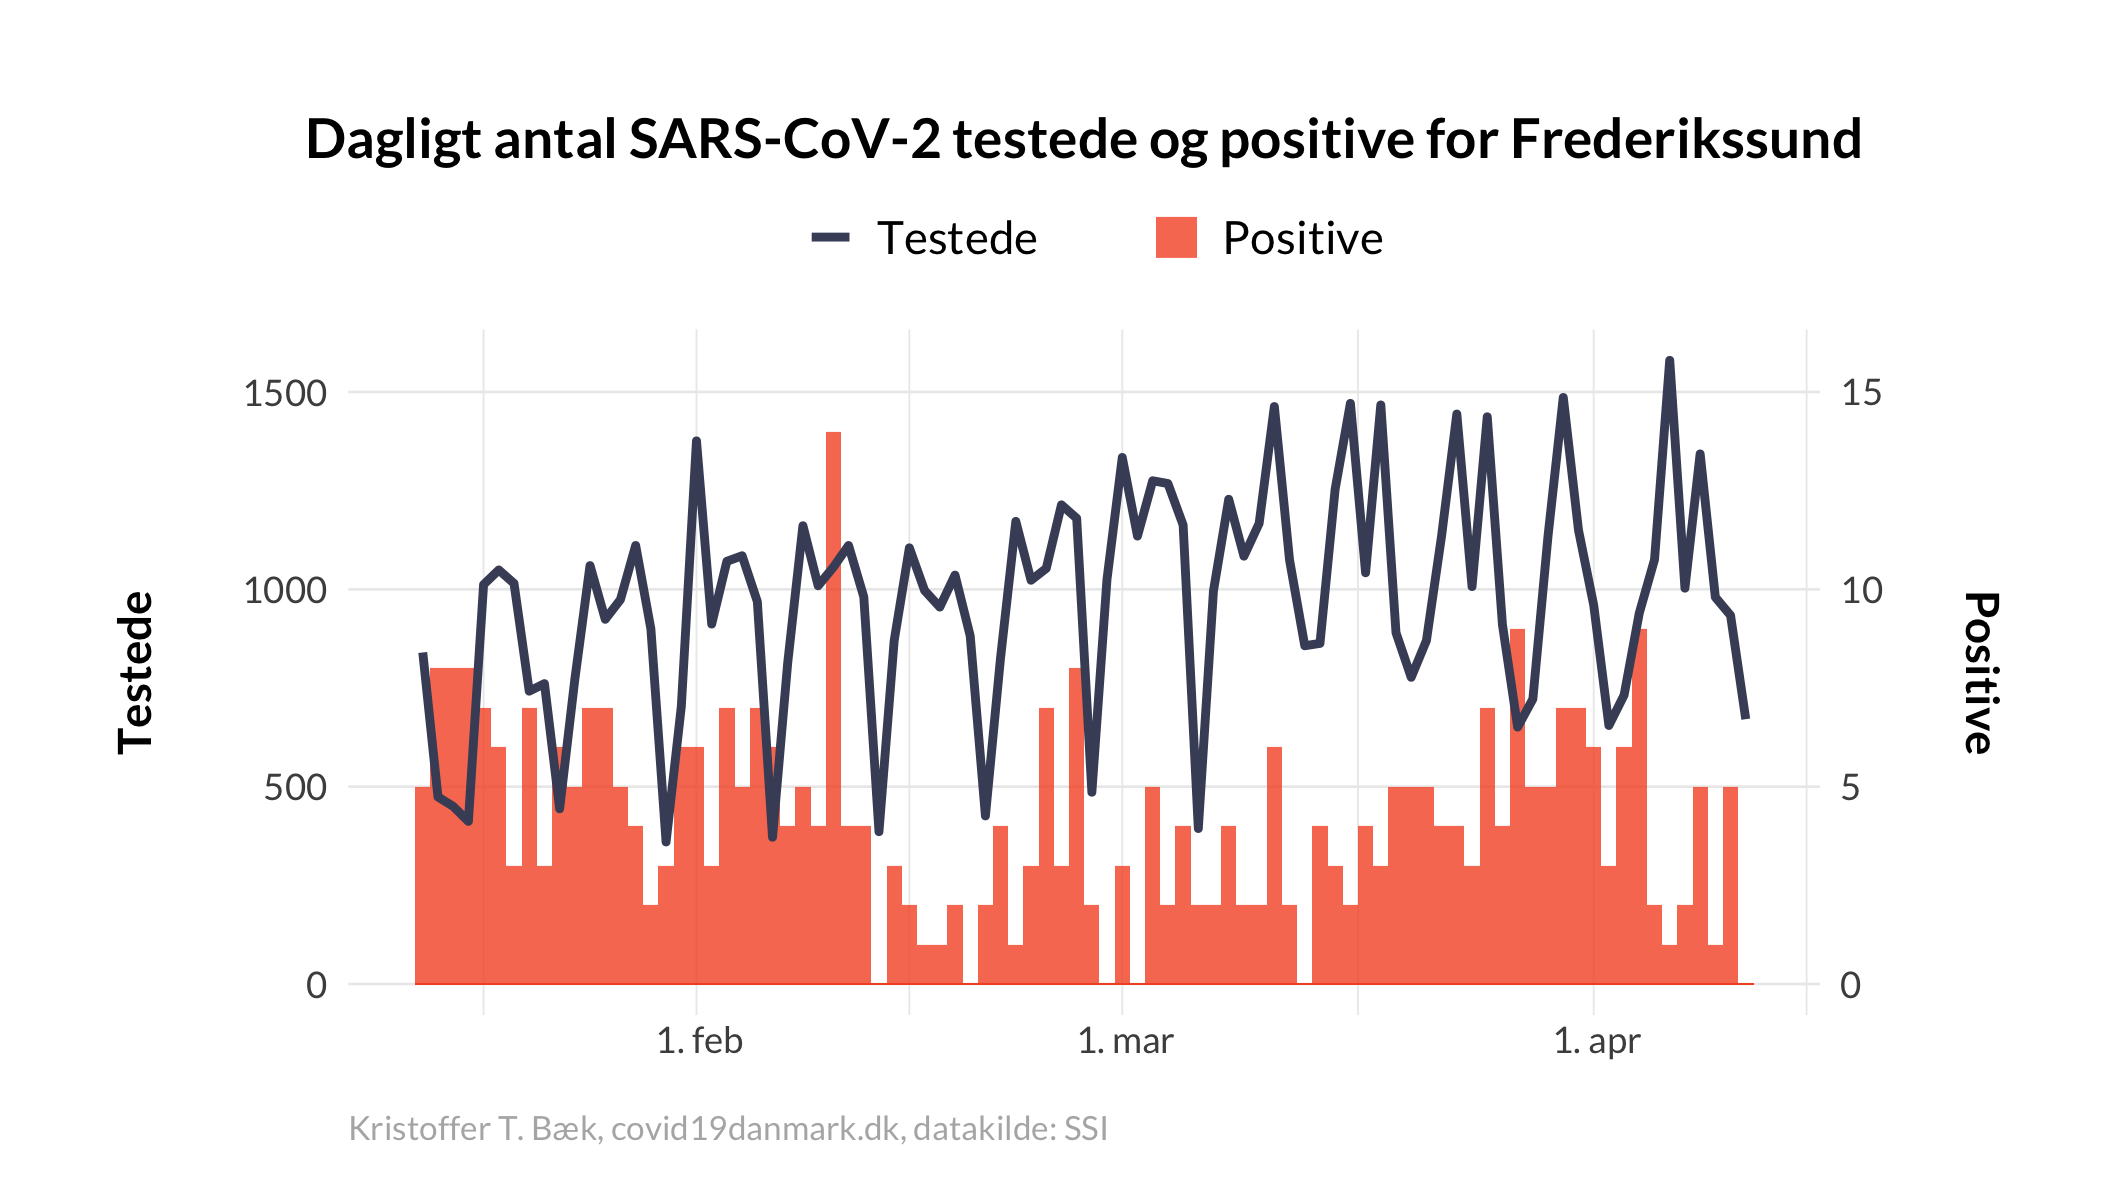 Dagligt antal SARS-CoV-2 testede og positive for Frederikssund
Testede
Positive
1500
1000
500
0
15
10
5
0
Testede
Positive
1. feb
1. mar
1. apr
Kristoffer T. Bæk, covid19danmark.dk, datakilde: SSI